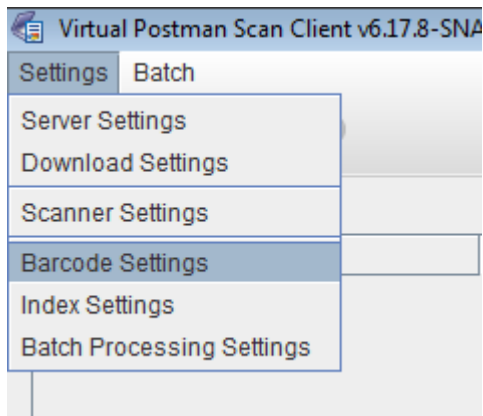 Virtual Postman Scan Client v6.17.8-SNA
Settings Batch
Server Settings
Download Settings
Scanner Settings
Barcode Settings
Index Settings
Batch Processing Settings